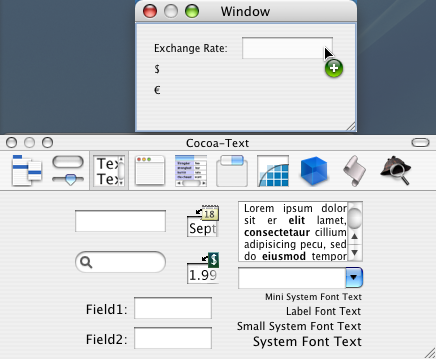 Window
Exchange Rate:
$
€
Cocoa-Text
18
Sept
$
1.99
Lorem ipsum dolor
sit er elit lamet,
consectetaur cillium
adipisicing pecu, sed
do eiusmod tempor
Field1:
Field2:
Mini System Font Text
Label Font Text
Small System Font Text
System Font Text